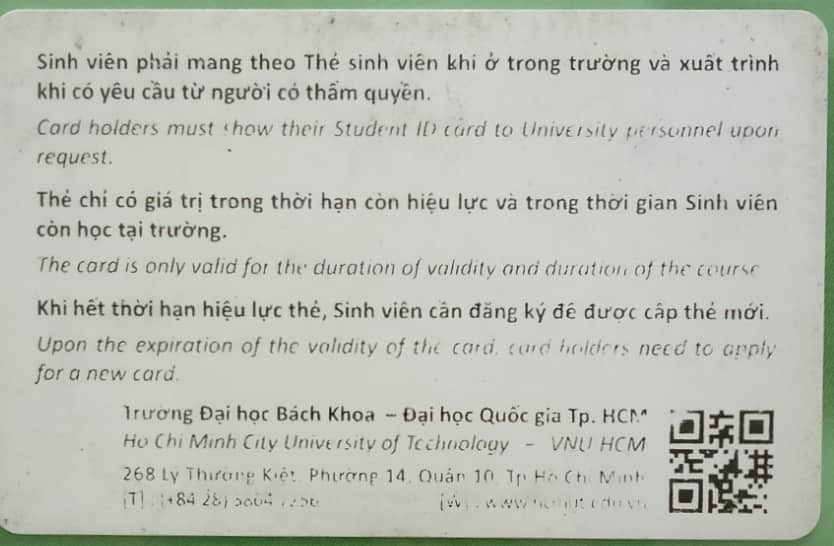 Sinh viên phải mang theo Thẻ sinh viên khi ở trong trường và xuất trình
khi có yêu cầu từ người có thẩm quyền.
Card holders must show their Student ID card to University personnel upon
request.
Thẻ chỉ có giá trị trong thời hạn còn hiệu lực và trong thời gian Sinh viên
còn học tại trường.
The card is only valid for the duration of validity and duration of the course
Khi hết thời hạn hiệu lực thẻ, Sinh viên cần đăng ký để được cấp thẻ mới.
Upon the expiration of the validity of the card, card holders need to apply
for a new card.
Trường Đại học Bách Khoa – Đại học Quốc gia Tp. HCM
Ho Chi Minh City University of Technology – VNU HCM
268 Lý Thường Kiệt, Phường 14, Quận 10, Tp Hồ Chí Minh
[T] : (+84 28)
[W] :